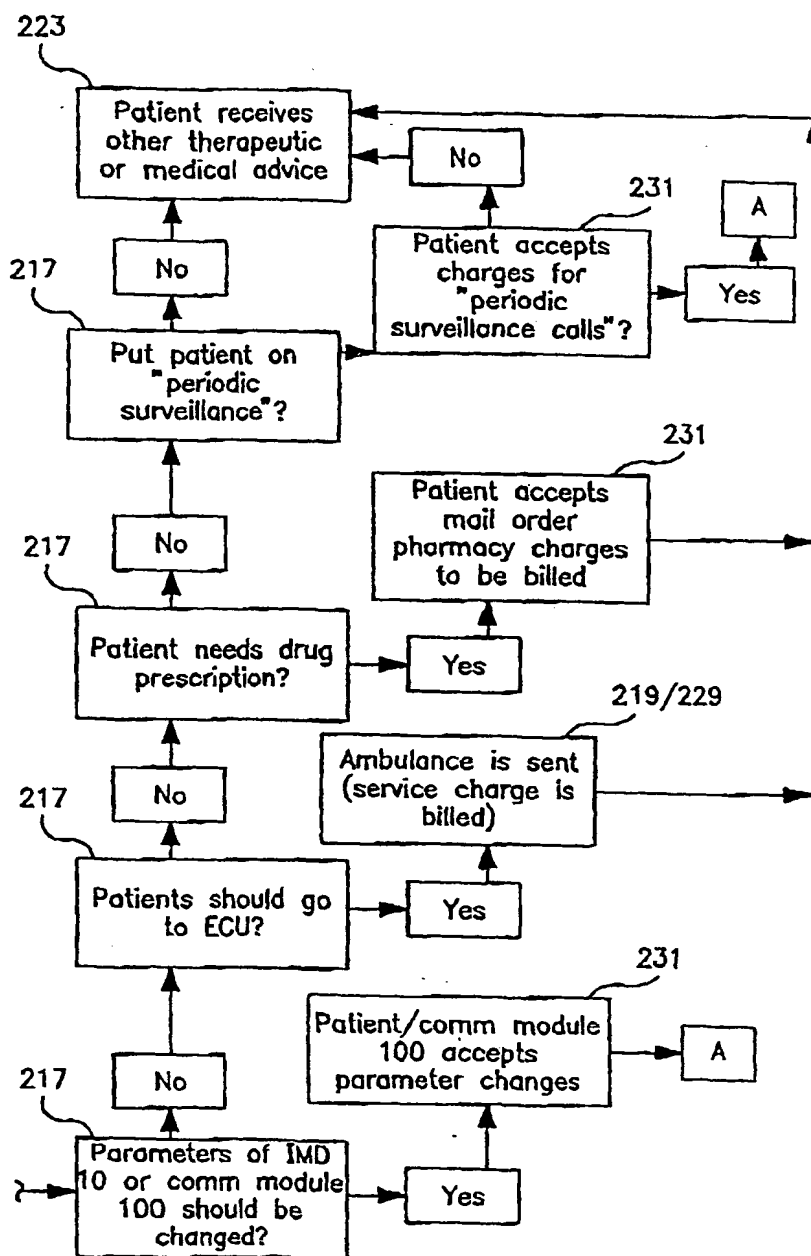 223
Patient receives
other therapeutic
or medical advice
No
231
A
Patient accepts
charges for
"periodic
surveillance calls"?
Yes
No
217
Put patient on
"periodic
surveillance"?
231
Patient accepts
mail order
pharmacy charges
to be billed
No
217
Patient needs drug
prescription?
Yes
219/229
Ambulance is sent
(service charge is
billed)
No
217
Patients should go
to ECU?
Yes
231
Patient/comm module
100 accepts
parameter changes
A
No
217
Parameters of IMD
10 or comm module
100 should be
changed?
Yes